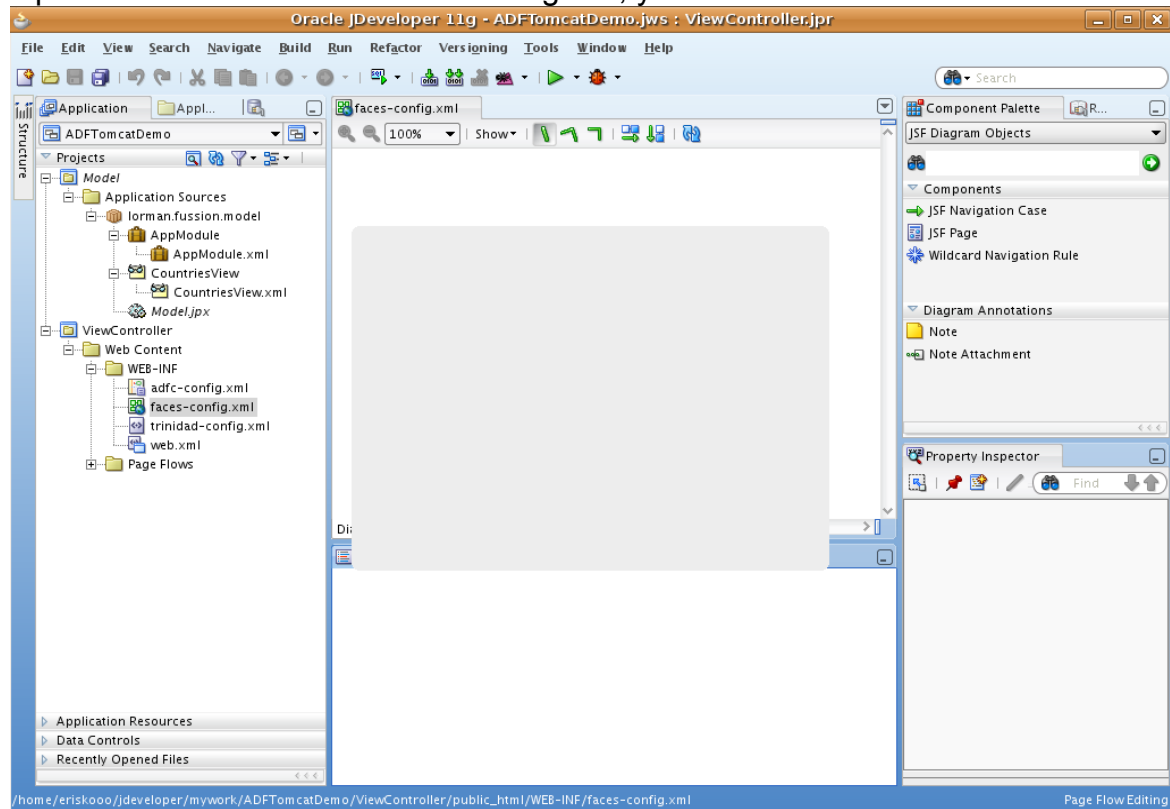 Oracle JDeveloper 11g - ADFTomcatDemo.jws : ViewController.jpr
File Edit View Search Navigate Build Run Refactor Versigning Tools Window Help
Search
Application
Appl...
ADFTomcatDemo
Projects
Model
Application Sources
lorman.fussion.model
AppModule
AppModule.xml
CountriesView
CountriesView.xml
Model.jpx
ViewController
Web Content
WEB-INF
adfc-config.xml
faces-config.xml
trinidad-config.xml
web.xml
Page Flows
Application Resources
Data Controls
Recently Opened Files
Structure
faces-config.xml
100% Show
Component Palette
R...
JSF Diagram Objects
Components
JSF Navigation Case
JSF Page
Wildcard Navigation Rule
Diagram Annotations
Note
Note Attachment
Property Inspector
Find
/home/eriskooo/jdeveloper/mywork/ADFTomcatDemo/ViewController/public_html/WEB-INF/faces-config.xml
Page Flow Editing